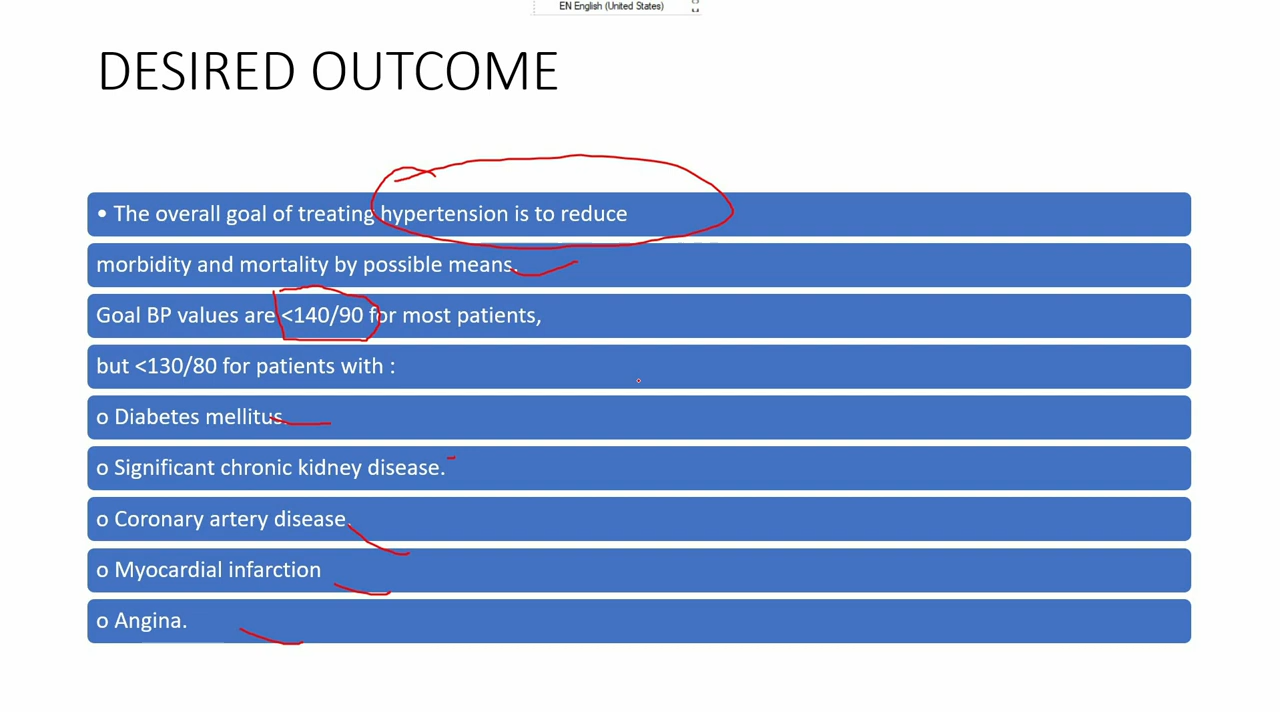 EN English (United States)
DESIRED OUTCOME
• The overall goal of treating hypertension is to reduce
morbidity and mortality by possible means.
Goal BP values are <140/90 for most patients,
but <130/80 for patients with :
o Diabetes mellitus.
o Significant chronic kidney disease.
o Coronary artery disease.
o Myocardial infarction
o Angina.